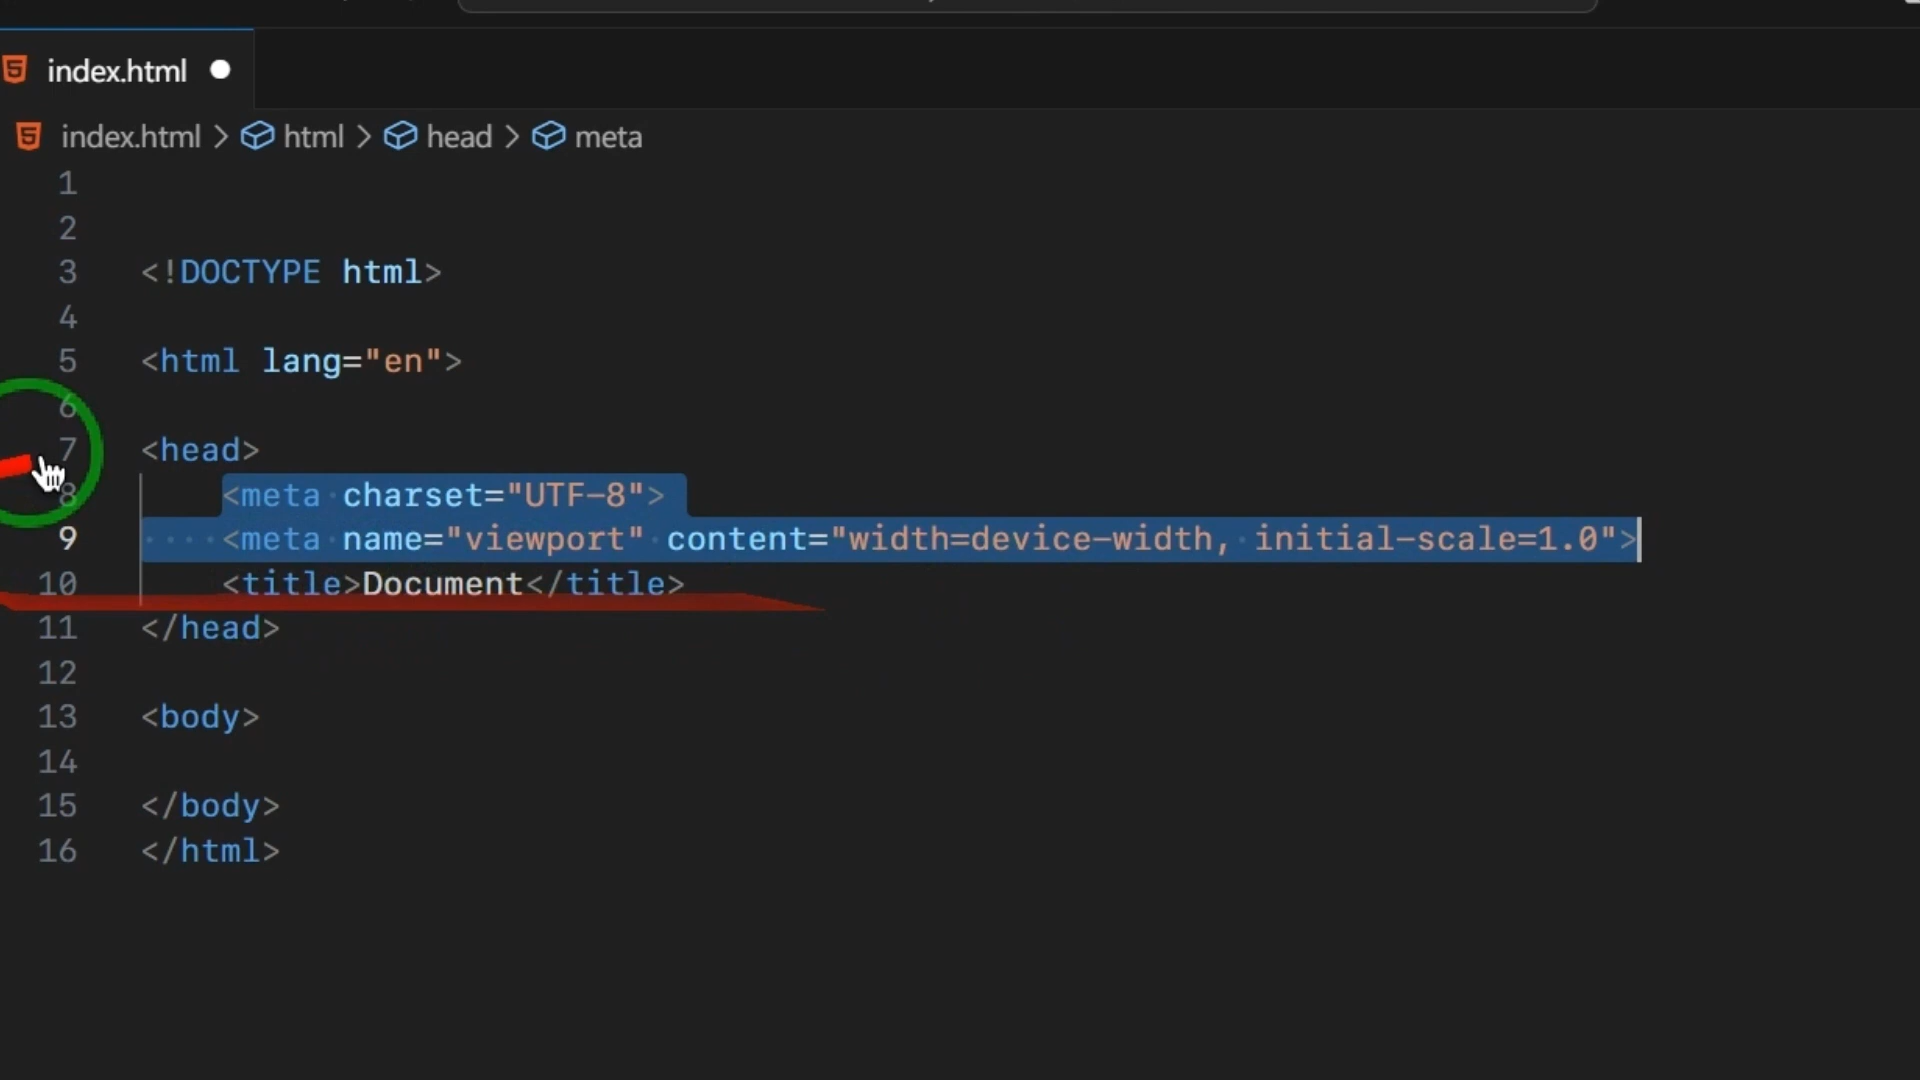 index.html
index.html > html > head > meta
1
2
3 <!DOCTYPE html>
4
5 <html lang="en">
6
7 <head>
8 <meta charset="UTF-8">
9 <meta name="viewport" content="width=device-width, initial-scale=1.0">
10 <title>Document</title>
11 </head>
12
13 <body>
14
15 </body>
16 </html>